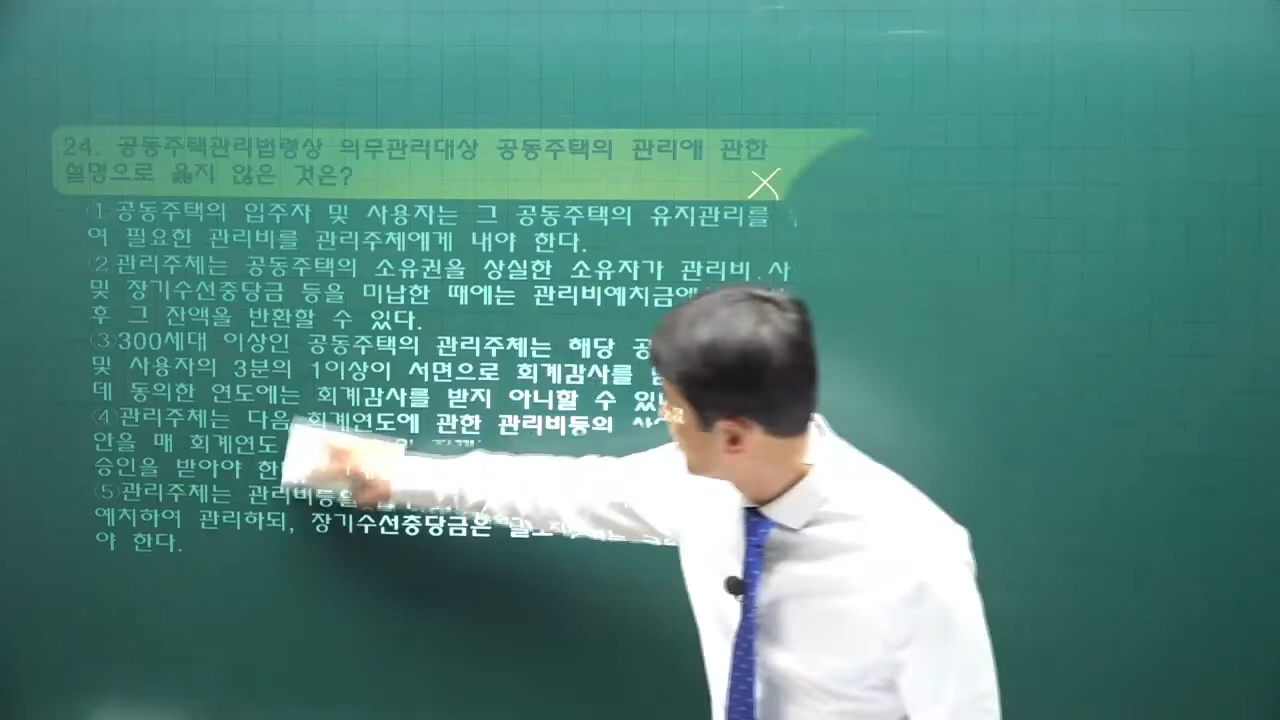 24. 공동주택관리법령상 의무관리대상 공동주택의 관리에 관한
설명으로 옳지 않은 것은?
X
①공동주택의 입주자 및 사용자는 그 공동주택의 유지관리를
여 필요한 관리비를 관리주체에게 내야 한다.
②관리주체는 공동주택의 소유권을 상실한 소유자가 관리비.사
및 장기수선충당금 등을 미납한 때에는 관리비예치금에
후 그 잔액을 반환할 수 있다.
③300세대 이상인 공동주택의 관리주체는 해당
및 사용자의 3분의 1이상이 서면으로 회계감사를
데 동의한 연도에는 회계감사를 받지 아니할 수
④관리주체는 다음 회계연도에 관한 관리비등의
안을 매 회계연도
승인을 받아야
⑤관리주체는 관리비등을
예치하여 관리하되, 장기수선충당금은
야 한다.